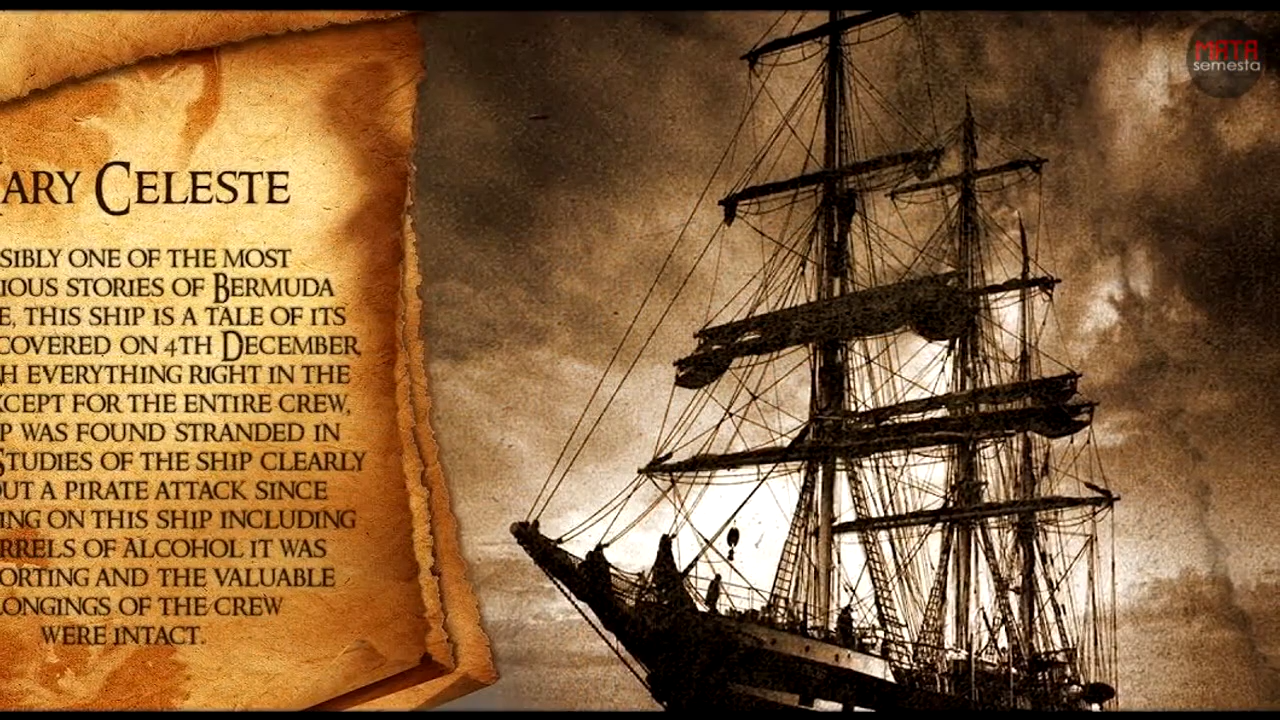 MATA
semesta
ARY CELESTE
SIBLY ONE OF THE MOST
IOUS STORIES OF BERMUDA
E, THIS SHIP IS A TALE OF ITS
COVERED ON 4TH DECEMBER
H EVERYTHING RIGHT IN THE
XCEPT FOR THE ENTIRE CREW,
P WAS FOUND STRANDED IN
STUDIES OF THE SHIP CLEARLY
OUT A PIRATE ATTACK SINCE
ING ON THIS SHIP INCLUDING
RRELS OF ALCOHOL IT WAS
ORTING AND THE VALUABLE
LONGINGS OF THE CREW
WERE INTACT.